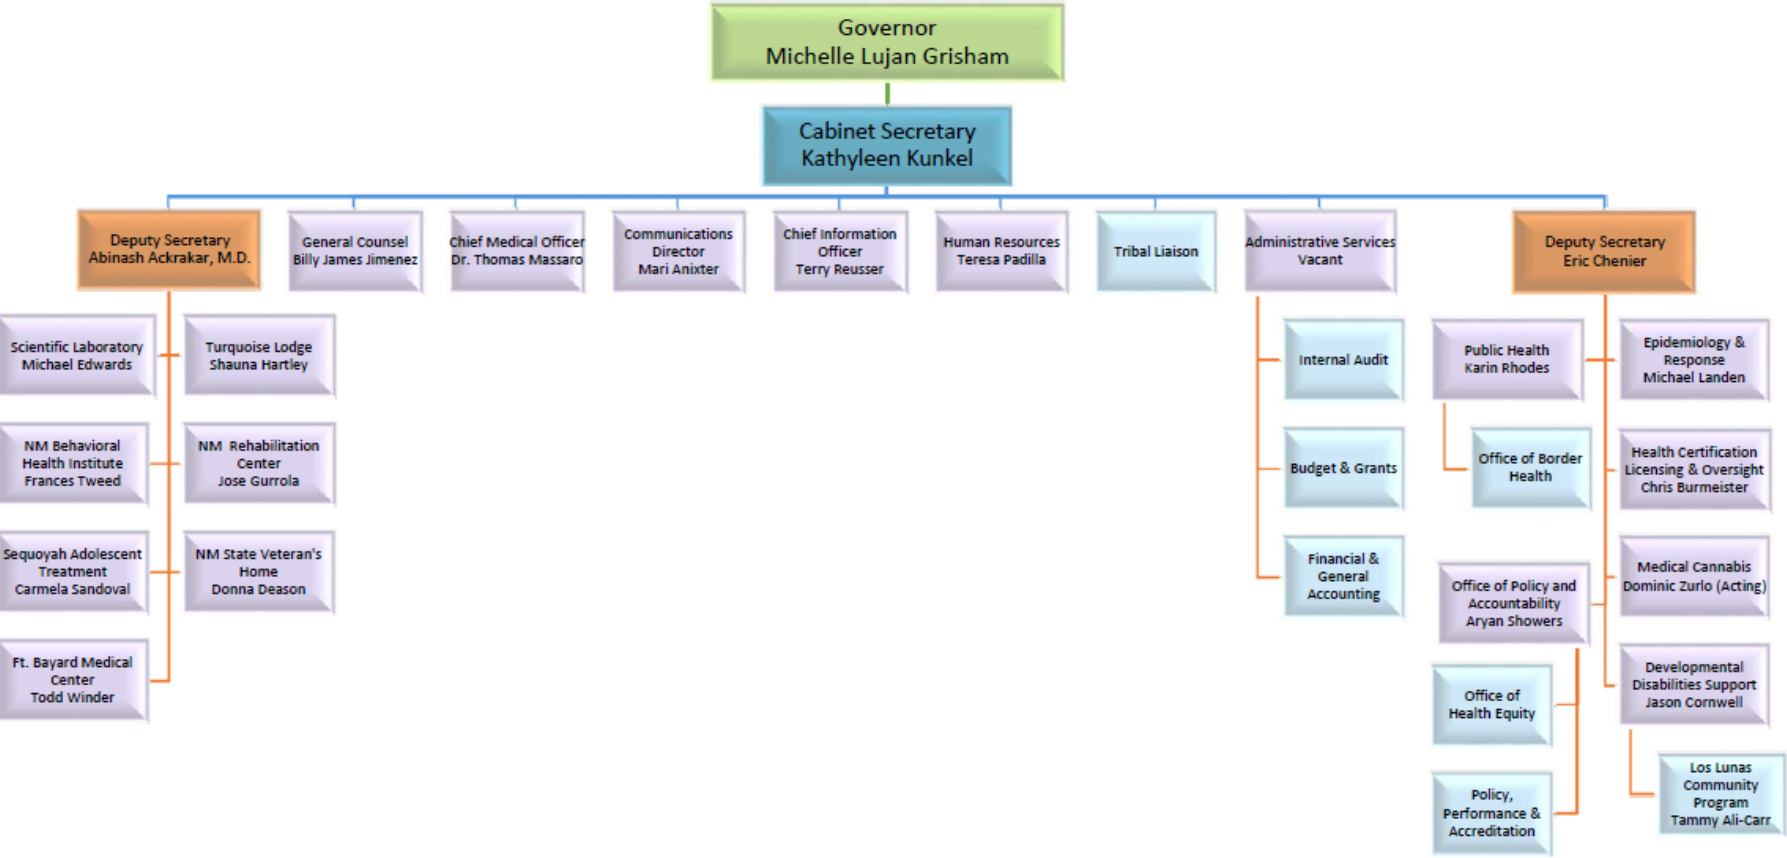 Governor
Michelle Lujan Grisham
Cabinet Secretary
Kathyleen Kunkel
Deputy Secretary
Abinash Ackrakar, M.D.
General Counsel
Billy James Jimenez
Chief Medical Officer
Dr. Thomas Massaro
Communications
Director
Mari Anixter
Chief Information
Officer
Terry Reusser
Human Resources
Teresa Padilla
Tribal Liaison
Administrative Services
Vacant
Deputy Secretary
Eric Chenier
Scientific Laboratory
Michael Edwards
Turquoise Lodge
Shauna Hartley
NM Behavioral
Health Institute
Frances Tweed
NM Rehabilitation
Center
Jose Gurrola
Sequoyah Adolescent
Treatment
Carmela Sandoval
NM State Veteran's
Home
Donna Deason
Ft. Bayard Medical
Center
Todd Winder
Internal Audit
Budget & Grants
Financial &
General
Accounting
Public Health
Karin Rhodes
Office of Border
Health
Office of Policy and
Accountability
Aryan Showers
Office of
Health Equity
Policy,
Performance &
Accreditation
Epidemiology &
Response
Michael Landen
Health Certification
Licensing & Oversight
Chris Burmeister
Medical Cannabis
Dominic Zurlo (Acting)
Developmental
Disabilities Support
Jason Cornwell
Los Lunas
Community
Program
Tammy Ali-Carr